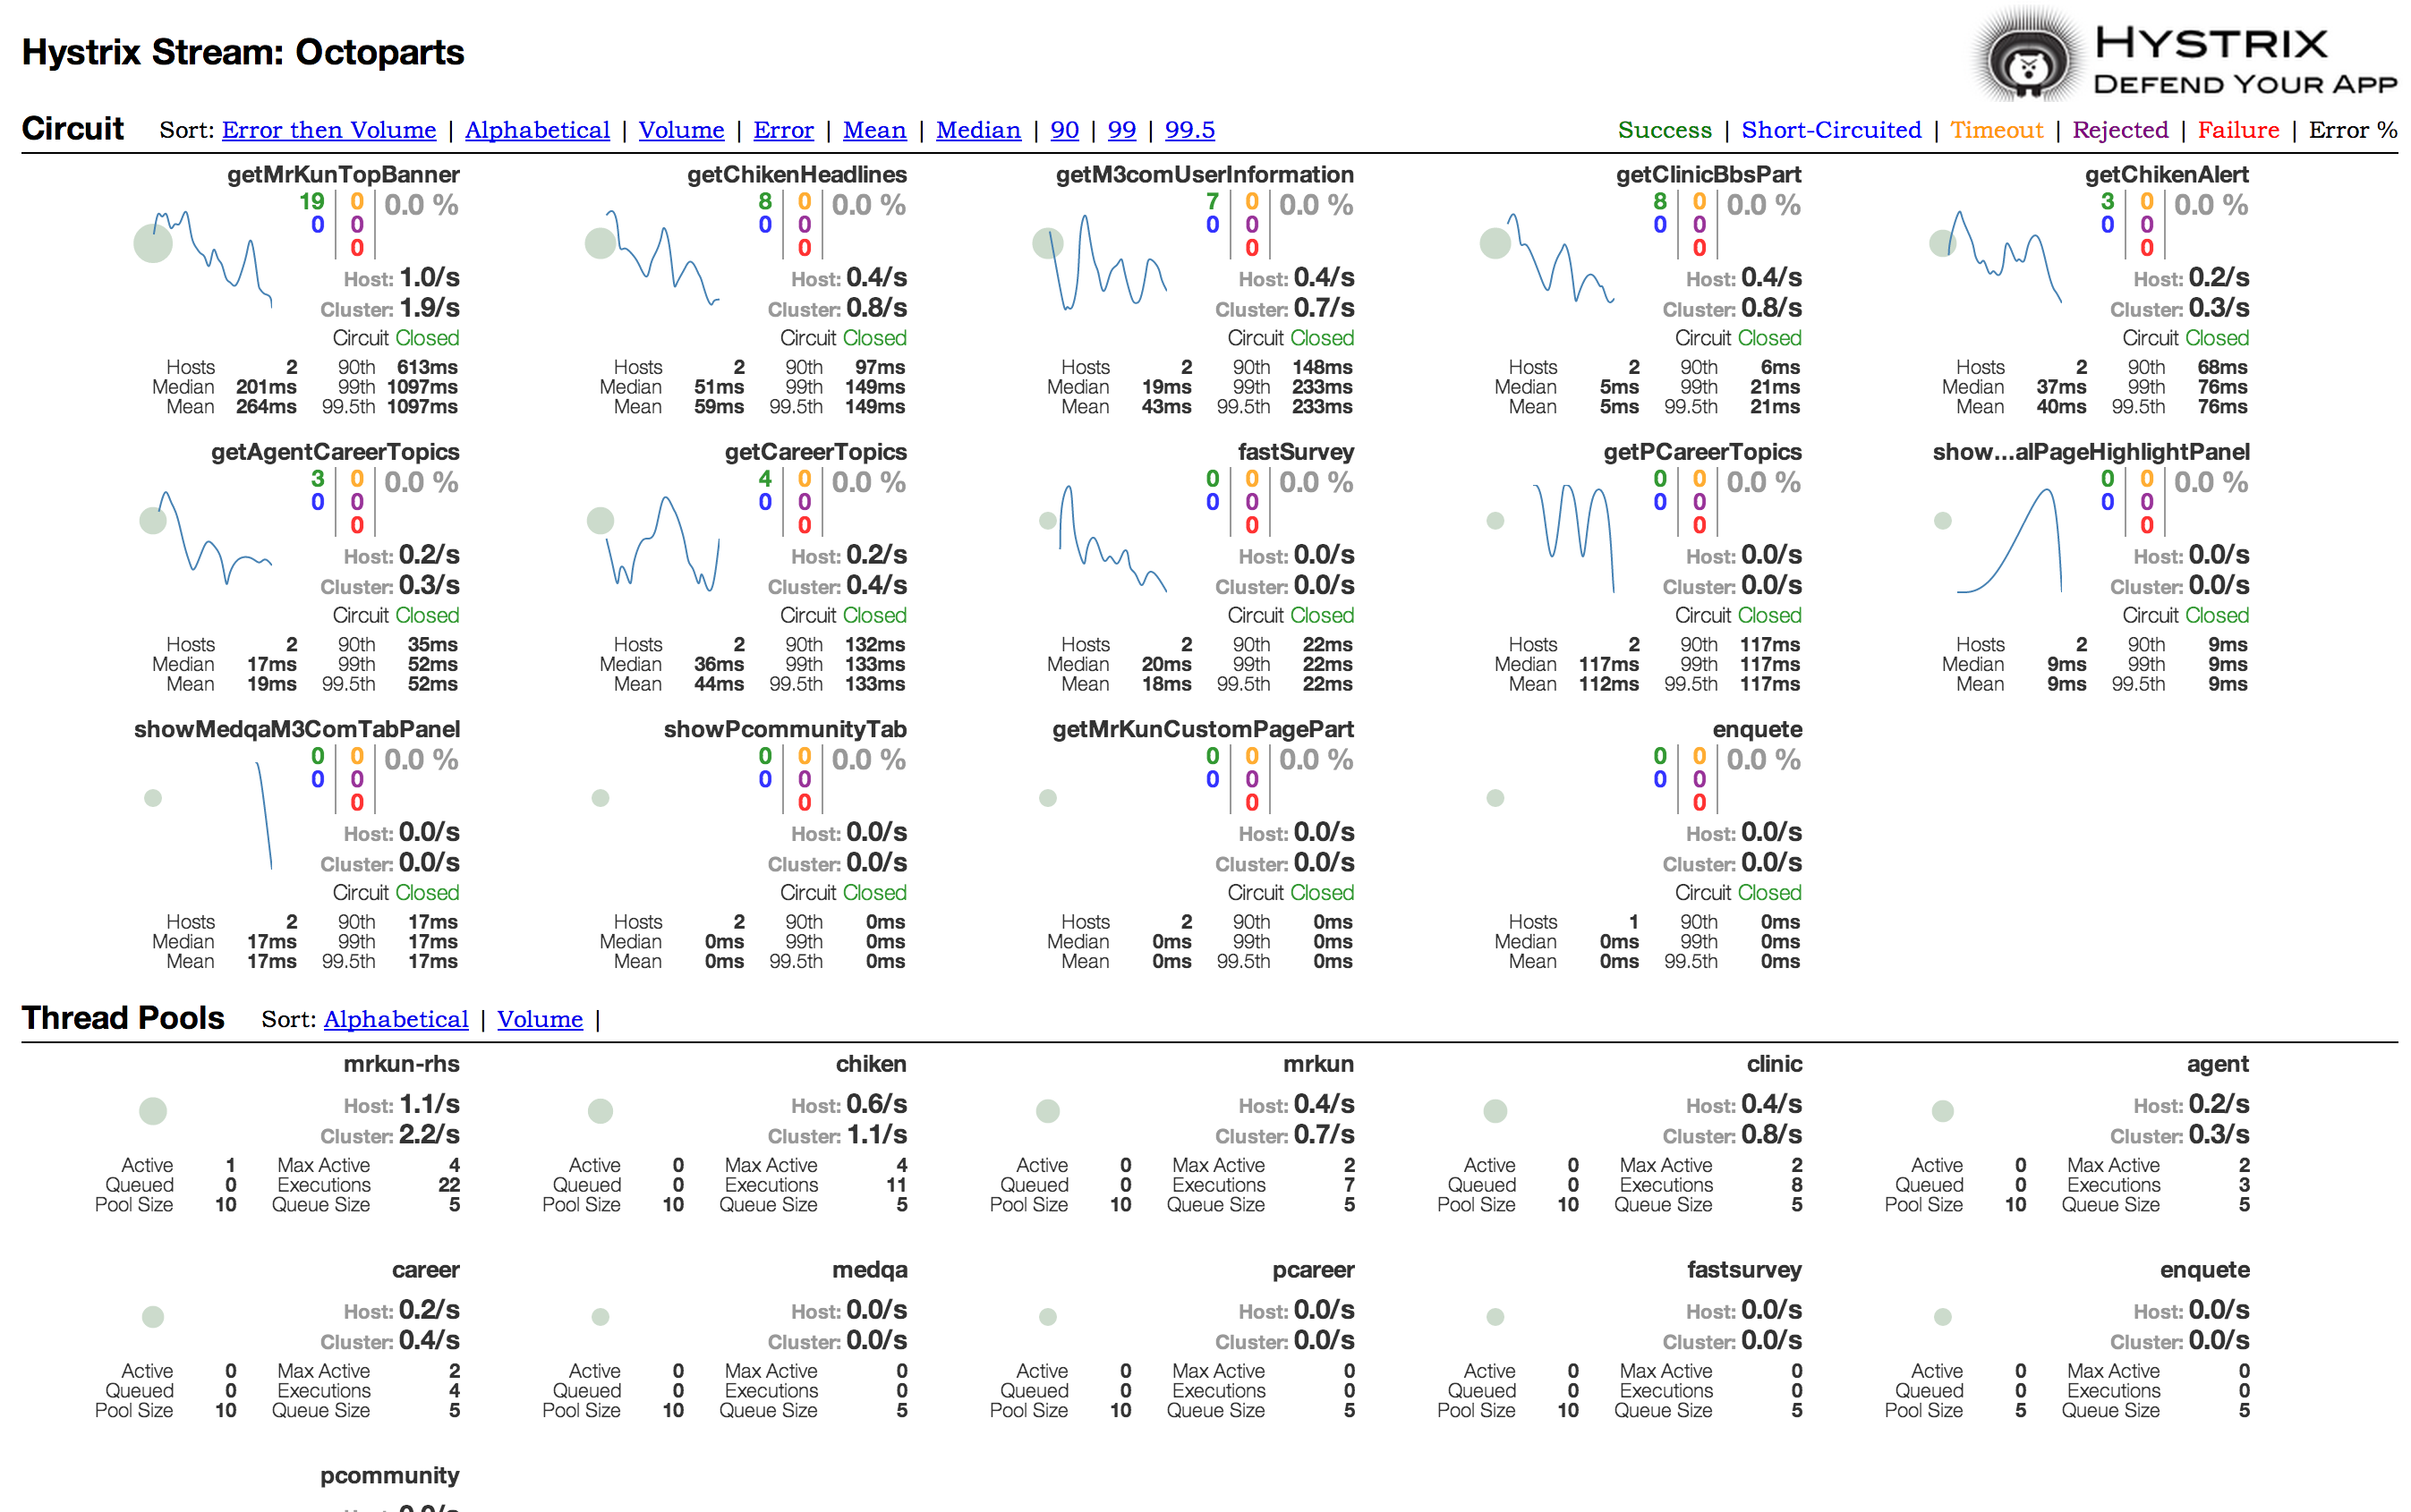 Hystrix Stream: Octoparts
HYSTRIX
DEFEND YOUR APP
Circuit Sort: Error then Volume | Alphabetical | Volume | Error | Mean | Median | 90 | 99 | 99.5
Success | Short-Circuited | Timeout | Rejected | Failure | Error %
getMrKunTopBanner
19 0 0.0 %
0 0
0
Host: 1.0/s
Cluster: 1.9/s
Circuit Closed
Hosts 2 90th 613ms
Median 201ms 99th 1097ms
Mean 264ms 99.5th 1097ms
getChikenHeadlines
8 0 0.0 %
0 0
0
Host: 0.4/s
Cluster: 0.8/s
Circuit Closed
Hosts 2 90th 97ms
Median 51ms 99th 149ms
Mean 59ms 99.5th 149ms
getM3comUserInformation
7 0 0.0 %
0 0
0
Host: 0.4/s
Cluster: 0.7/s
Circuit Closed
Hosts 2 90th 148ms
Median 19ms 99th 233ms
Mean 43ms 99.5th 233ms
getClinicBbsPart
8 0 0.0 %
0 0
0
Host: 0.4/s
Cluster: 0.8/s
Circuit Closed
Hosts 2 90th 6ms
Median 5ms 99th 21ms
Mean 5ms 99.5th 21ms
getChikenAlert
3 0 0.0 %
0 0
0
Host: 0.2/s
Cluster: 0.3/s
Circuit Closed
Hosts 2 90th 68ms
Median 37ms 99th 76ms
Mean 40ms 99.5th 76ms
getAgentCareerTopics
3 0 0.0 %
0 0
0
Host: 0.2/s
Cluster: 0.3/s
Circuit Closed
Hosts 2 90th 35ms
Median 17ms 99th 52ms
Mean 19ms 99.5th 52ms
getCareerTopics
4 0 0.0 %
0 0
0
Host: 0.2/s
Cluster: 0.4/s
Circuit Closed
Hosts 2 90th 132ms
Median 36ms 99th 133ms
Mean 44ms 99.5th 133ms
fastSurvey
0 0 0.0 %
0 0
0
Host: 0.0/s
Cluster: 0.0/s
Circuit Closed
Hosts 2 90th 22ms
Median 20ms 99th 22ms
Mean 18ms 99.5th 22ms
getPCareerTopics
0 0 0.0 %
0 0
0
Host: 0.0/s
Cluster: 0.0/s
Circuit Closed
Hosts 2 90th 117ms
Median 117ms 99th 117ms
Mean 112ms 99.5th 117ms
show...alPageHighlightPanel
0 0 0.0 %
0 0
0
Host: 0.0/s
Cluster: 0.0/s
Circuit Closed
Hosts 2 90th 9ms
Median 9ms 99th 9ms
Mean 9ms 99.5th 9ms
showMedqaM3ComTabPanel
0 0 0.0 %
0 0
0
Host: 0.0/s
Cluster: 0.0/s
Circuit Closed
Hosts 2 90th 17ms
Median 17ms 99th 17ms
Mean 17ms 99.5th 17ms
showPcommunityTab
0 0 0.0 %
0 0
0
Host: 0.0/s
Cluster: 0.0/s
Circuit Closed
Hosts 2 90th 0ms
Median 0ms 99th 0ms
Mean 0ms 99.5th 0ms
getMrKunCustomPagePart
0 0 0.0 %
0 0
0
Host: 0.0/s
Cluster: 0.0/s
Circuit Closed
Hosts 2 90th 0ms
Median 0ms 99th 0ms
Mean 0ms 99.5th 0ms
enquete
0 0 0.0 %
0 0
0
Host: 0.0/s
Cluster: 0.0/s
Circuit Closed
Hosts 1 90th 0ms
Median 0ms 99th 0ms
Mean 0ms 99.5th 0ms
Thread Pools Sort: Alphabetical | Volume |
mrkun-rhs
Host: 1.1/s
Cluster: 2.2/s
Active 1 Max Active 4
Queued 0 Executions 22
Pool Size 10 Queue Size 5
chiken
Host: 0.6/s
Cluster: 1.1/s
Active 0 Max Active 4
Queued 0 Executions 11
Pool Size 10 Queue Size 5
mrkun
Host: 0.4/s
Cluster: 0.7/s
Active 0 Max Active 2
Queued 0 Executions 7
Pool Size 10 Queue Size 5
clinic
Host: 0.4/s
Cluster: 0.8/s
Active 0 Max Active 2
Queued 0 Executions 8
Pool Size 10 Queue Size 5
agent
Host: 0.2/s
Cluster: 0.3/s
Active 0 Max Active 2
Queued 0 Executions 3
Pool Size 10 Queue Size 5
career
Host: 0.2/s
Cluster: 0.4/s
Active 0 Max Active 2
Queued 0 Executions 4
Pool Size 10 Queue Size 5
medqa
Host: 0.0/s
Cluster: 0.0/s
Active 0 Max Active 0
Queued 0 Executions 0
Pool Size 10 Queue Size 5
pcareer
Host: 0.0/s
Cluster: 0.0/s
Active 0 Max Active 0
Queued 0 Executions 0
Pool Size 10 Queue Size 5
fastsurvey
Host: 0.0/s
Cluster: 0.0/s
Active 0 Max Active 0
Queued 0 Executions 0
Pool Size 10 Queue Size 5
enquete
Host: 0.0/s
Cluster: 0.0/s
Active 0 Max Active 0
Queued 0 Executions 0
Pool Size 5 Queue Size 5
pcommunity